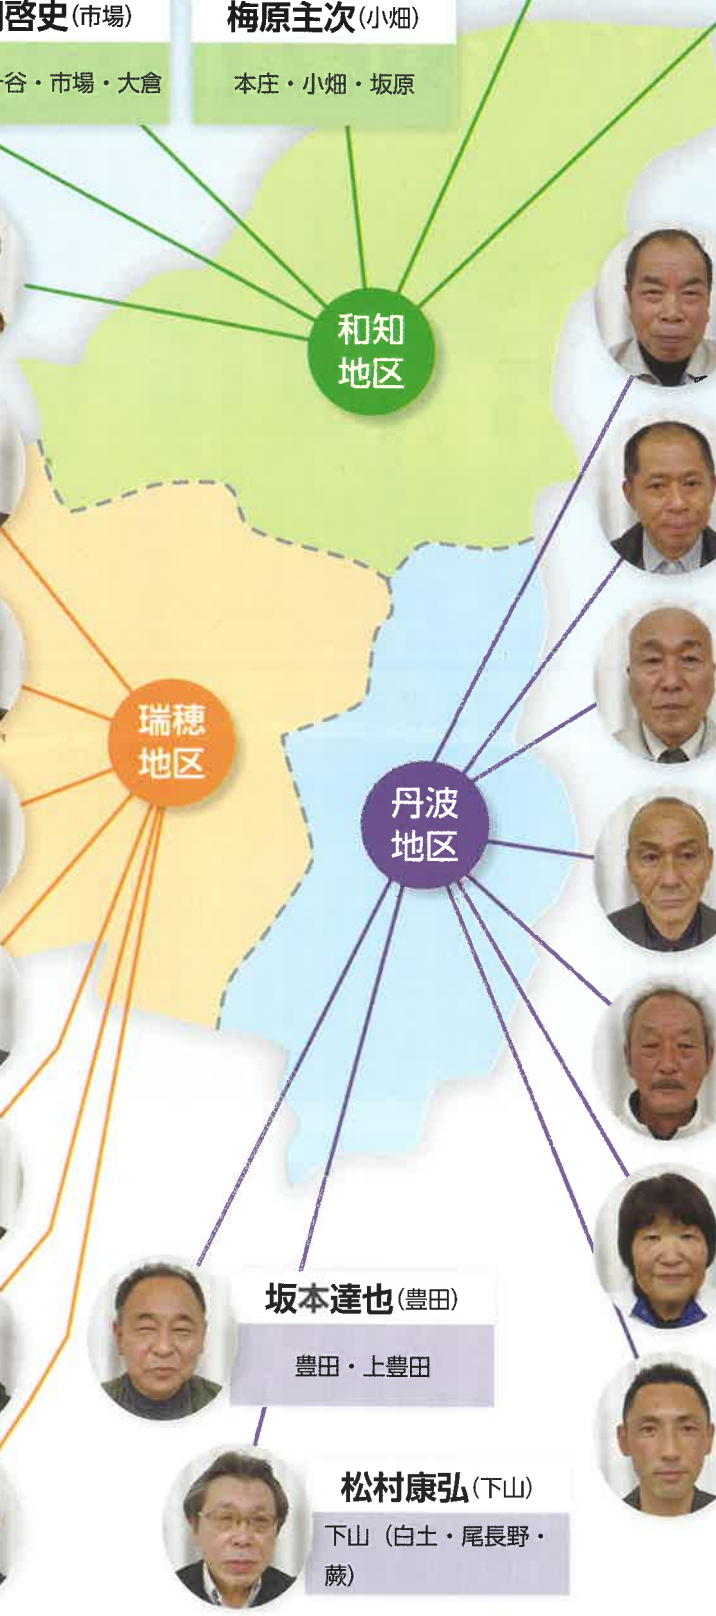 啓史(市場)
梅原主次(小畑)
谷・市場・大倉
本庄・小畑・坂原
和知
地区
瑞穂
地区
丹波
地区
坂本達也(豊田)
豊田・上豊田
松村康弘(下山)
下山（白土・尾長野・
蕨）